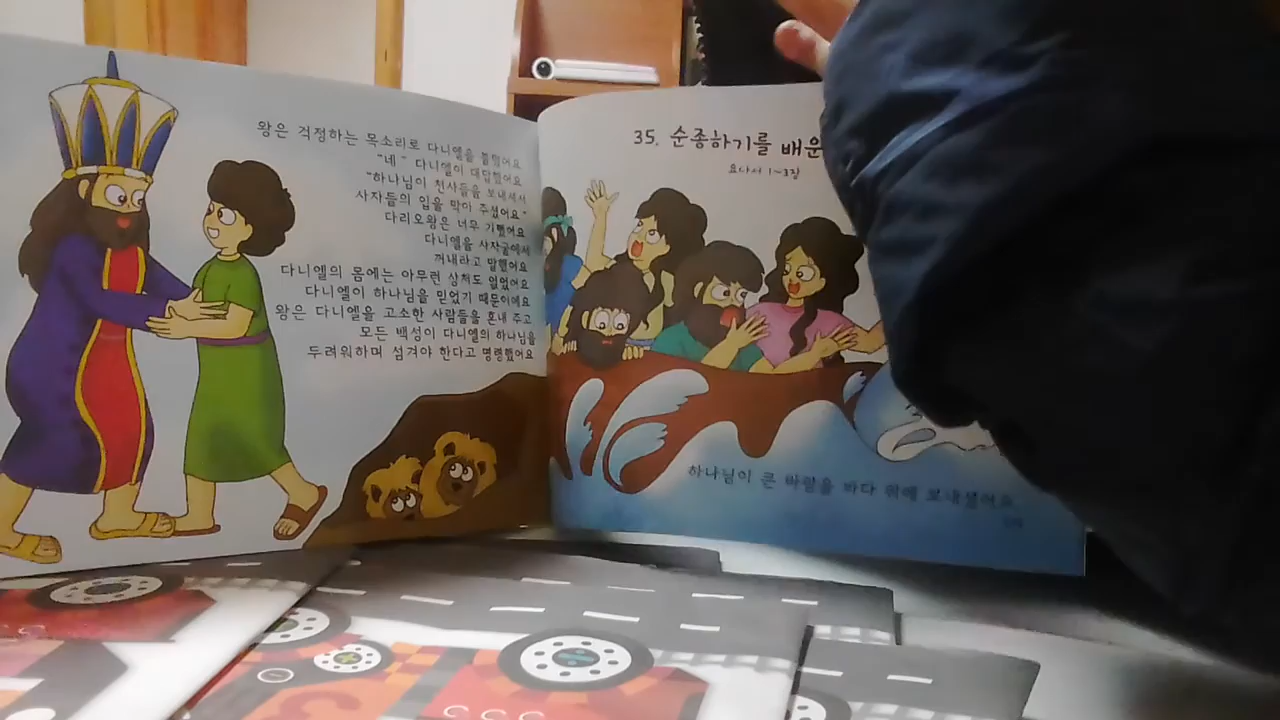 왕은 걱정하는 목소리로 다니엘을 불렀어요
"네" 다니엘이 대답했어요
"하나님이 천사들을 보내셔서
사자들의 입을 막아 주셨어요"
다리오왕은 너무 기뻤어요
다니엘을 사자굴에서
꺼내라고 말했어요
다니엘의 몸에는 아무런 상처도 없었어요
다니엘이 하나님을 믿었기 때문이에요
왕은 다니엘을 고소한 사람들을 혼내 주고
모든 백성이 다니엘의 하나님을
두려워하며 섬겨야 한다고 명령했어요
35. 순종하기를 배운
요나서 1~3장
하나님이 큰 바람을 바다 위에 보내셨어요